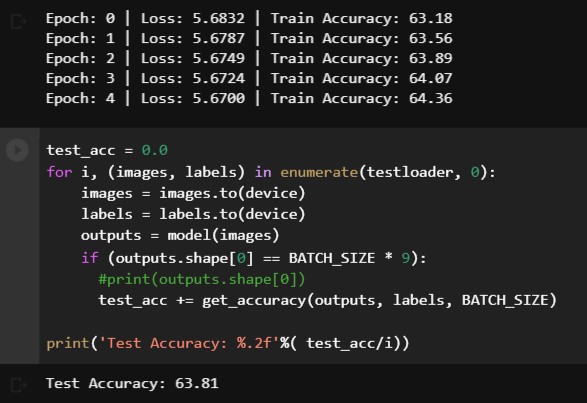 Epoch: 0 | Loss: 5.6832 | Train Accuracy: 63.18
Epoch: 1 | Loss: 5.6787 | Train Accuracy: 63.56
Epoch: 2 | Loss: 5.6749 | Train Accuracy: 63.89
Epoch: 3 | Loss: 5.6724 | Train Accuracy: 64.07
Epoch: 4 | Loss: 5.6700 | Train Accuracy: 64.36
test_acc = 0.0
for i, (images, labels) in enumerate(testloader, 0):
    images = images.to(device)
    labels = labels.to(device)
    outputs = model(images)
    if (outputs.shape[0] == BATCH_SIZE * 9):
      #print(outputs.shape[0])
      test_acc += get_accuracy(outputs, labels, BATCH_SIZE)
print('Test Accuracy: %.2f'%( test_acc/i))
Test Accuracy: 63.81